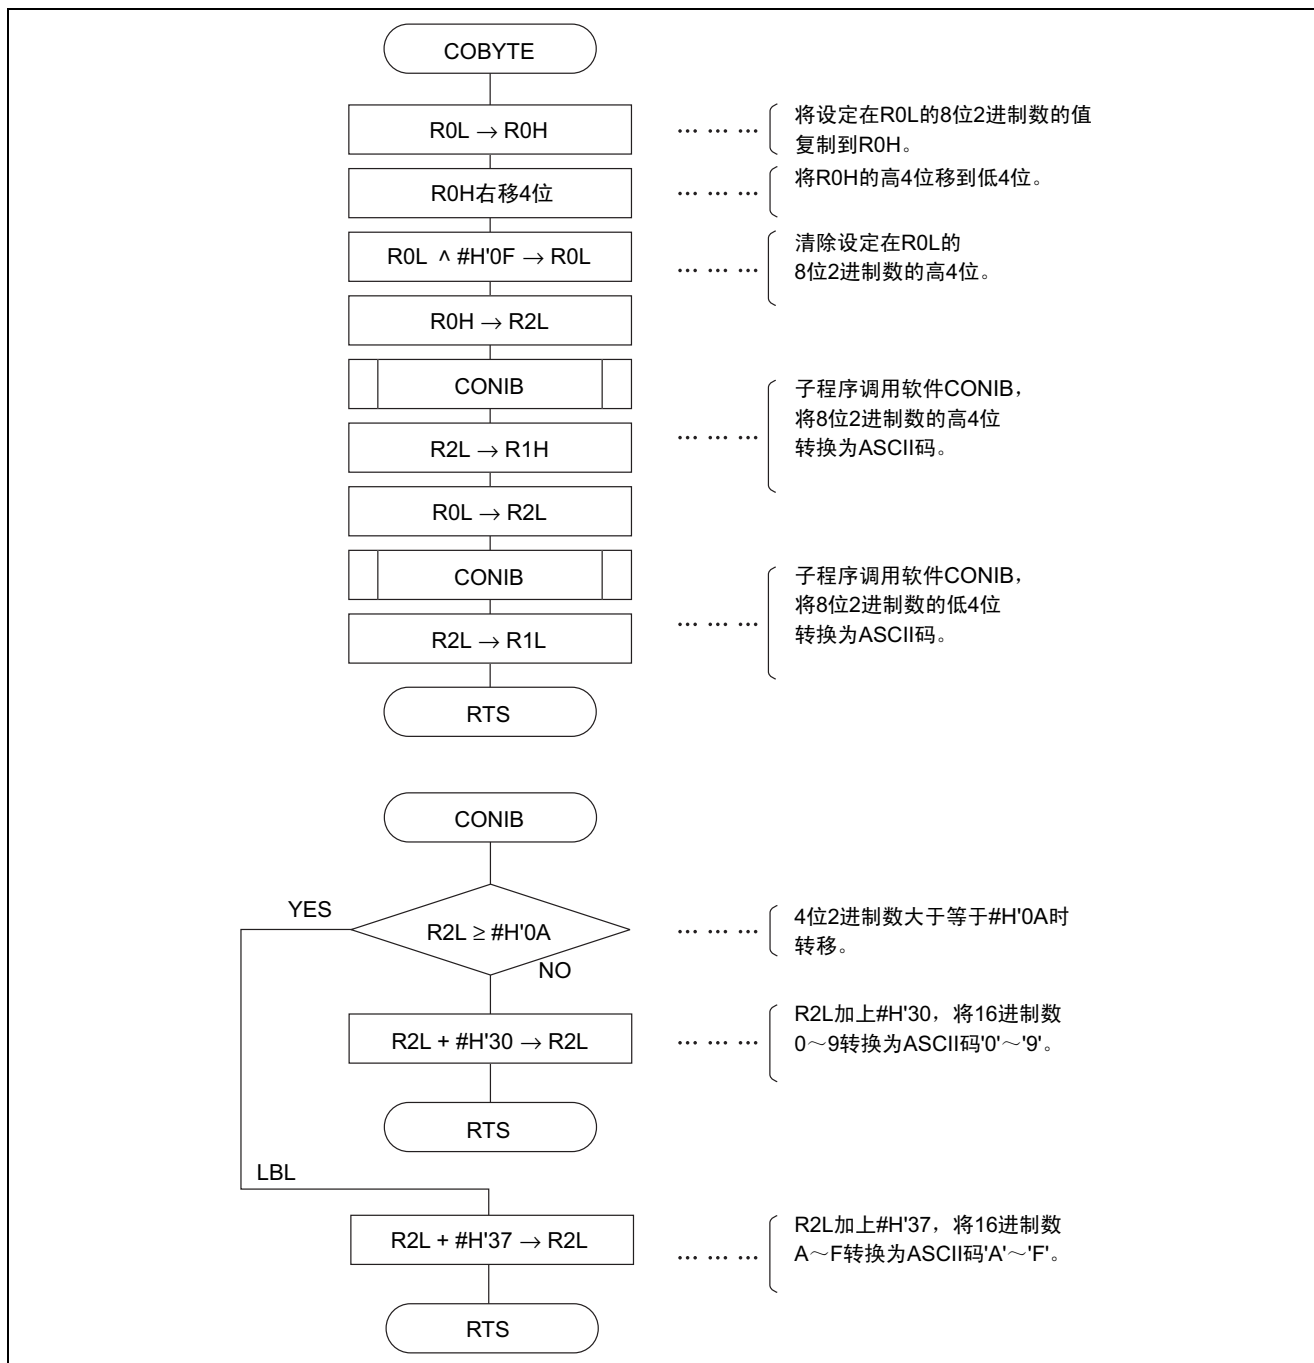 COBYTE
R0L → R0H
… … …
将设定在R0L的8位2进制数的值
复制到R0H。
R0H右移4位
… … …
将R0H的高4位移到低4位。
R0L ∧ #H'0F → R0L
… … …
清除设定在R0L的
8位2进制数的高4位。
R0H → R2L
CONIB
R2L → R1H
… … …
子程序调用软件CONIB，
将8位2进制数的高4位
转换为ASCII码。
R0L → R2L
CONIB
R2L → R1L
… … …
子程序调用软件CONIB，
将8位2进制数的低4位
转换为ASCII码。
RTS
CONIB
YES
R2L ≥ #H'0A
NO
… … …
4位2进制数大于等于#H'0A时
转移。
R2L + #H'30 → R2L
… … …
R2L加上#H'30，将16进制数
0～9转换为ASCII码'0'～'9'。
RTS
LBL
R2L + #H'37 → R2L
… … …
R2L加上#H'37，将16进制数
A～F转换为ASCII码'A'～'F'。
RTS